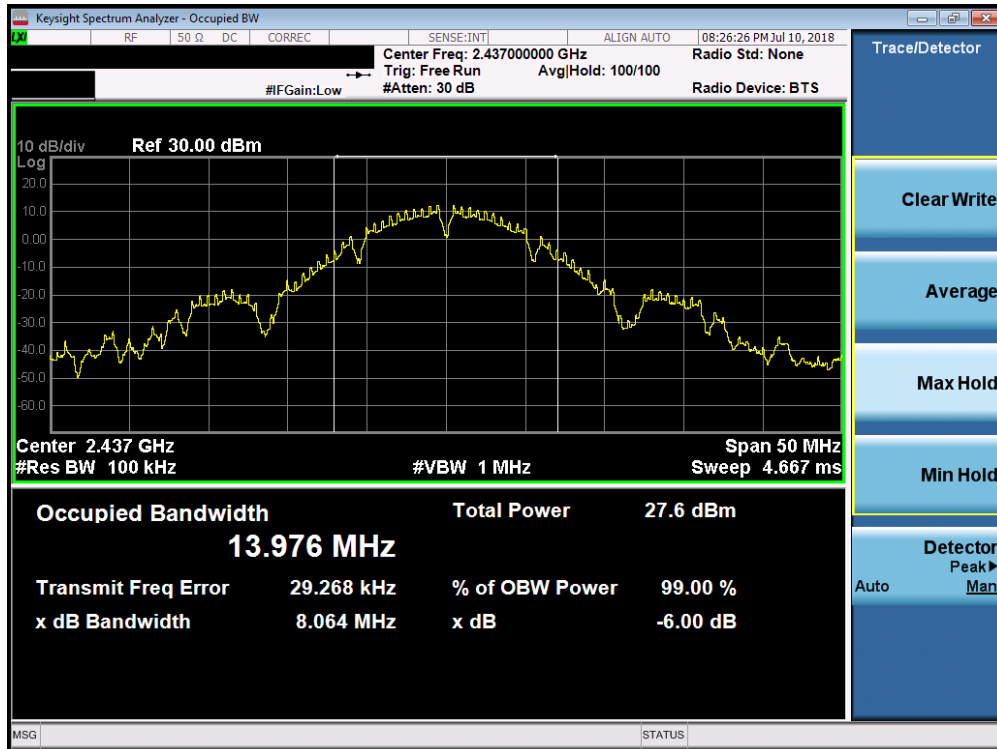 Keysight Spectrum Analyzer - Occupied BW
LXI RF 50 Ω DC CORREC SENSE:INT ALIGN AUTO 08:26:26 PM Jul 10, 2018
Center Freq: 2.437000000 GHz Radio Std: None
Trig: Free Run Avg|Hold: 100/100
#IFGain:Low #Atten: 30 dB Radio Device: BTS
10 dB/div Ref 30.00 dBm
Log
20.0
10.0
0.00
-10.0
-20.0
-30.0
-40.0
-50.0
-60.0
Center 2.437 GHz Span 50 MHz
#Res BW 100 kHz #VBW 1 MHz Sweep 4.667 ms
Occupied Bandwidth Total Power 27.6 dBm
13.976 MHz
Transmit Freq Error 29.268 kHz % of OBW Power 99.00 %
x dB Bandwidth 8.064 MHz x dB -6.00 dB
MSG STATUS
Trace/Detector
Clear Write
Average
Max Hold
Min Hold
Detector
Peak▶
Auto Man